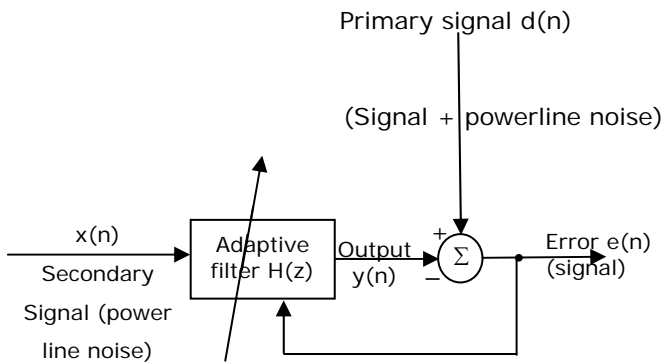 Primary signal d(n)
(Signal + powerline noise)
x(n)
Secondary
Signal (power
line noise)
Adaptive
filter H(z)
Output
y(n)
+
−
Σ
Error e(n)
(signal)